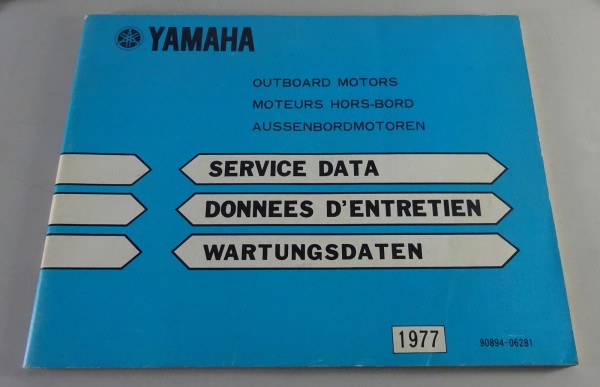 YAMAHA
OUTBOARD MOTORS
MOTEURS HORS-BORD
AUSSENBORDMOTOREN
SERVICE DATA
DONNEES D'ENTRETIEN
WARTUNGSDATEN
1977
90894-06281